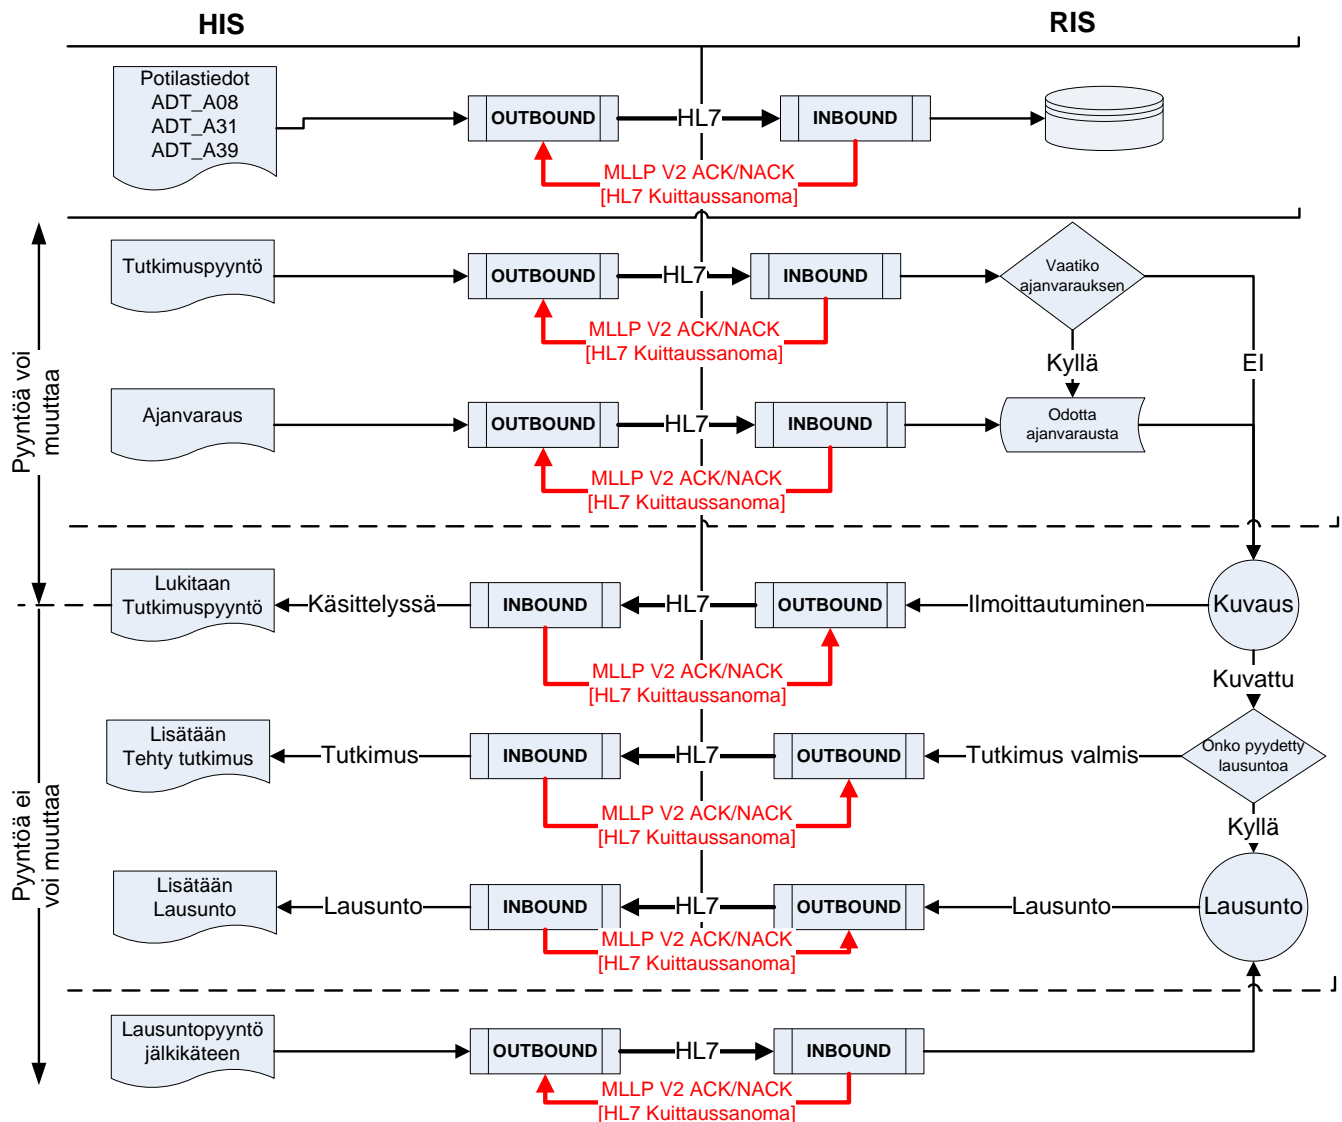 HIS
RIS
Potilastiedot
ADT_A08
ADT_A31
ADT_A39
OUTBOUND
HL7
INBOUND
MLLP V2 ACK/NACK
[HL7 Kuittaussanoma]
Pyyntöä voi
muuttaa
Tutkimuspyyntö
OUTBOUND
HL7
INBOUND
Vaatiko
ajanvarauksen
MLLP V2 ACK/NACK
[HL7 Kuittaussanoma]
Kyllä
EI
Ajanvaraus
OUTBOUND
HL7
INBOUND
Odotta
ajanvarausta
MLLP V2 ACK/NACK
[HL7 Kuittaussanoma]
Lukitaan
Tutkimuspyyntö
Käsittelyssä
INBOUND
HL7
OUTBOUND
Ilmoittautuminen
Kuvaus
MLLP V2 ACK/NACK
[HL7 Kuittaussanoma]
Kuvattu
Pyyntöä ei
voi muuttaa
Lisätään
Tehty tutkimus
Tutkimus
INBOUND
HL7
OUTBOUND
Tutkimus valmis
Onko pyydetty
lausuntoa
MLLP V2 ACK/NACK
[HL7 Kuittaussanoma]
Kyllä
Lisätään
Lausunto
Lausunto
INBOUND
HL7
OUTBOUND
Lausunto
Lausunto
MLLP V2 ACK/NACK
[HL7 Kuittaussanoma]
Lausuntopyyntö
jälkikäteen
OUTBOUND
HL7
INBOUND
MLLP V2 ACK/NACK
[HL7 Kuittaussanoma]